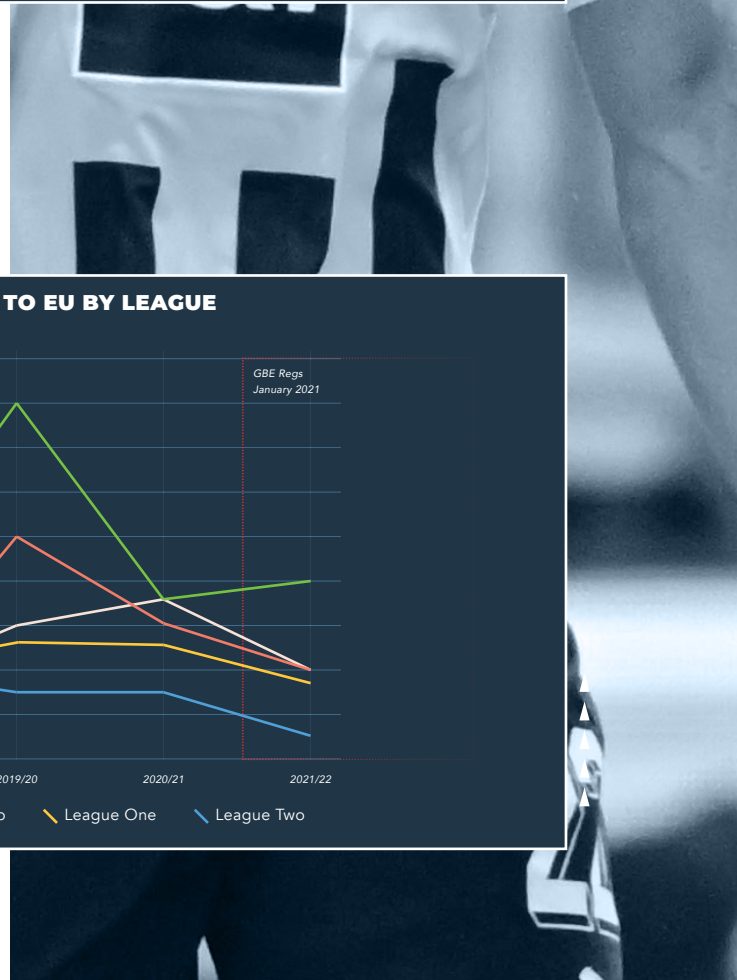 TO EU BY LEAGUE
GBE Regs
January 2021
2019/20
2020/21
2021/22
League One
League Two